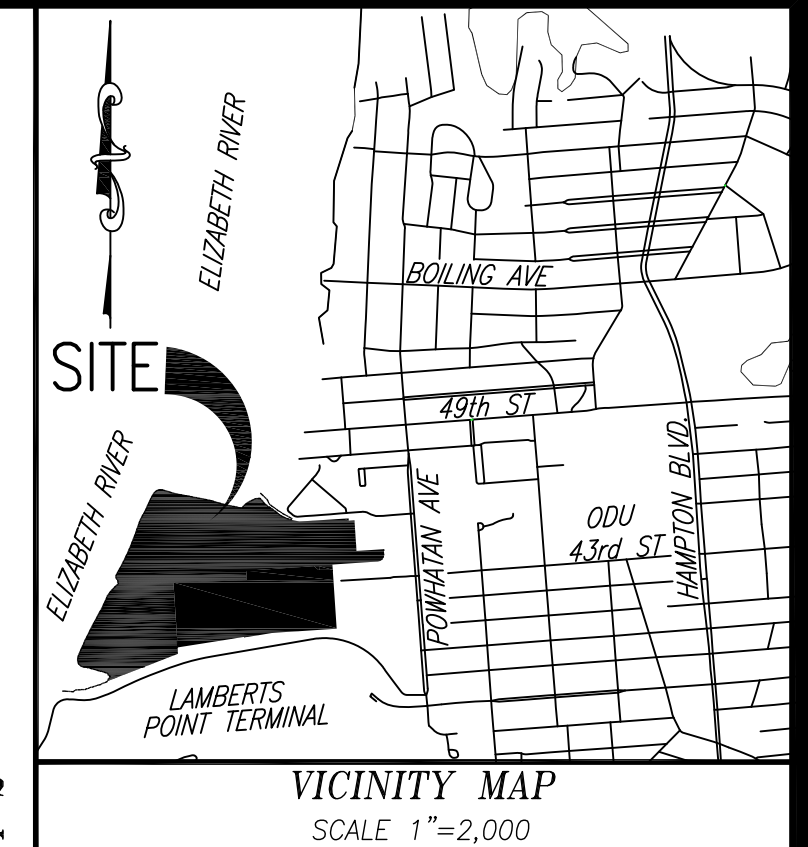 ELIZABETH RIVER
BOILING AVE
SITE
49th ST
ELIZABETH RIVER
HAMPTON BLVD.
POWHATAN AVE
ODU
43rd ST
LAMBERTS
POINT TERMINAL
VICINITY MAP
SCALE 1"=2,000